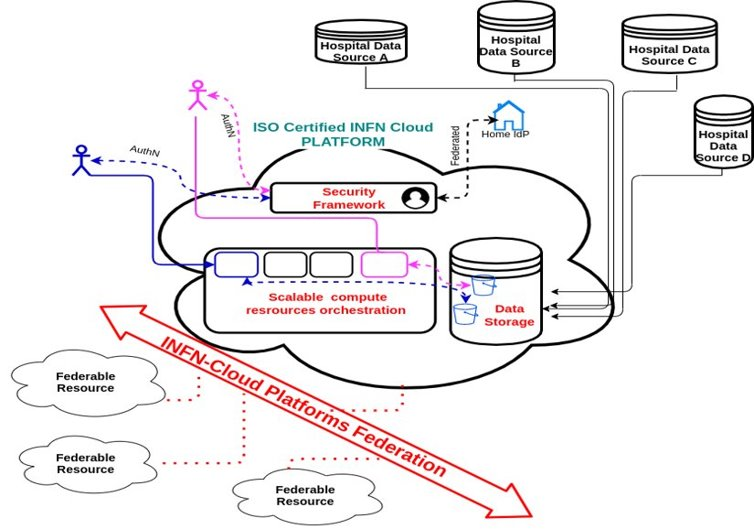 Hospital Data
Source A
Hospital
Data Source
B
Hospital Data
Source C
Hospital
Data
Source D
AuthN
AuthN
ISO Certified INFN Cloud
PLATFORM
Federated
Home IdP
Security
Framework
Scalable compute
resrources orchestration
Data
Storage
INFN-Cloud Platforms Federation
Federable
Resource
Federable
Resource
Federable
Resource